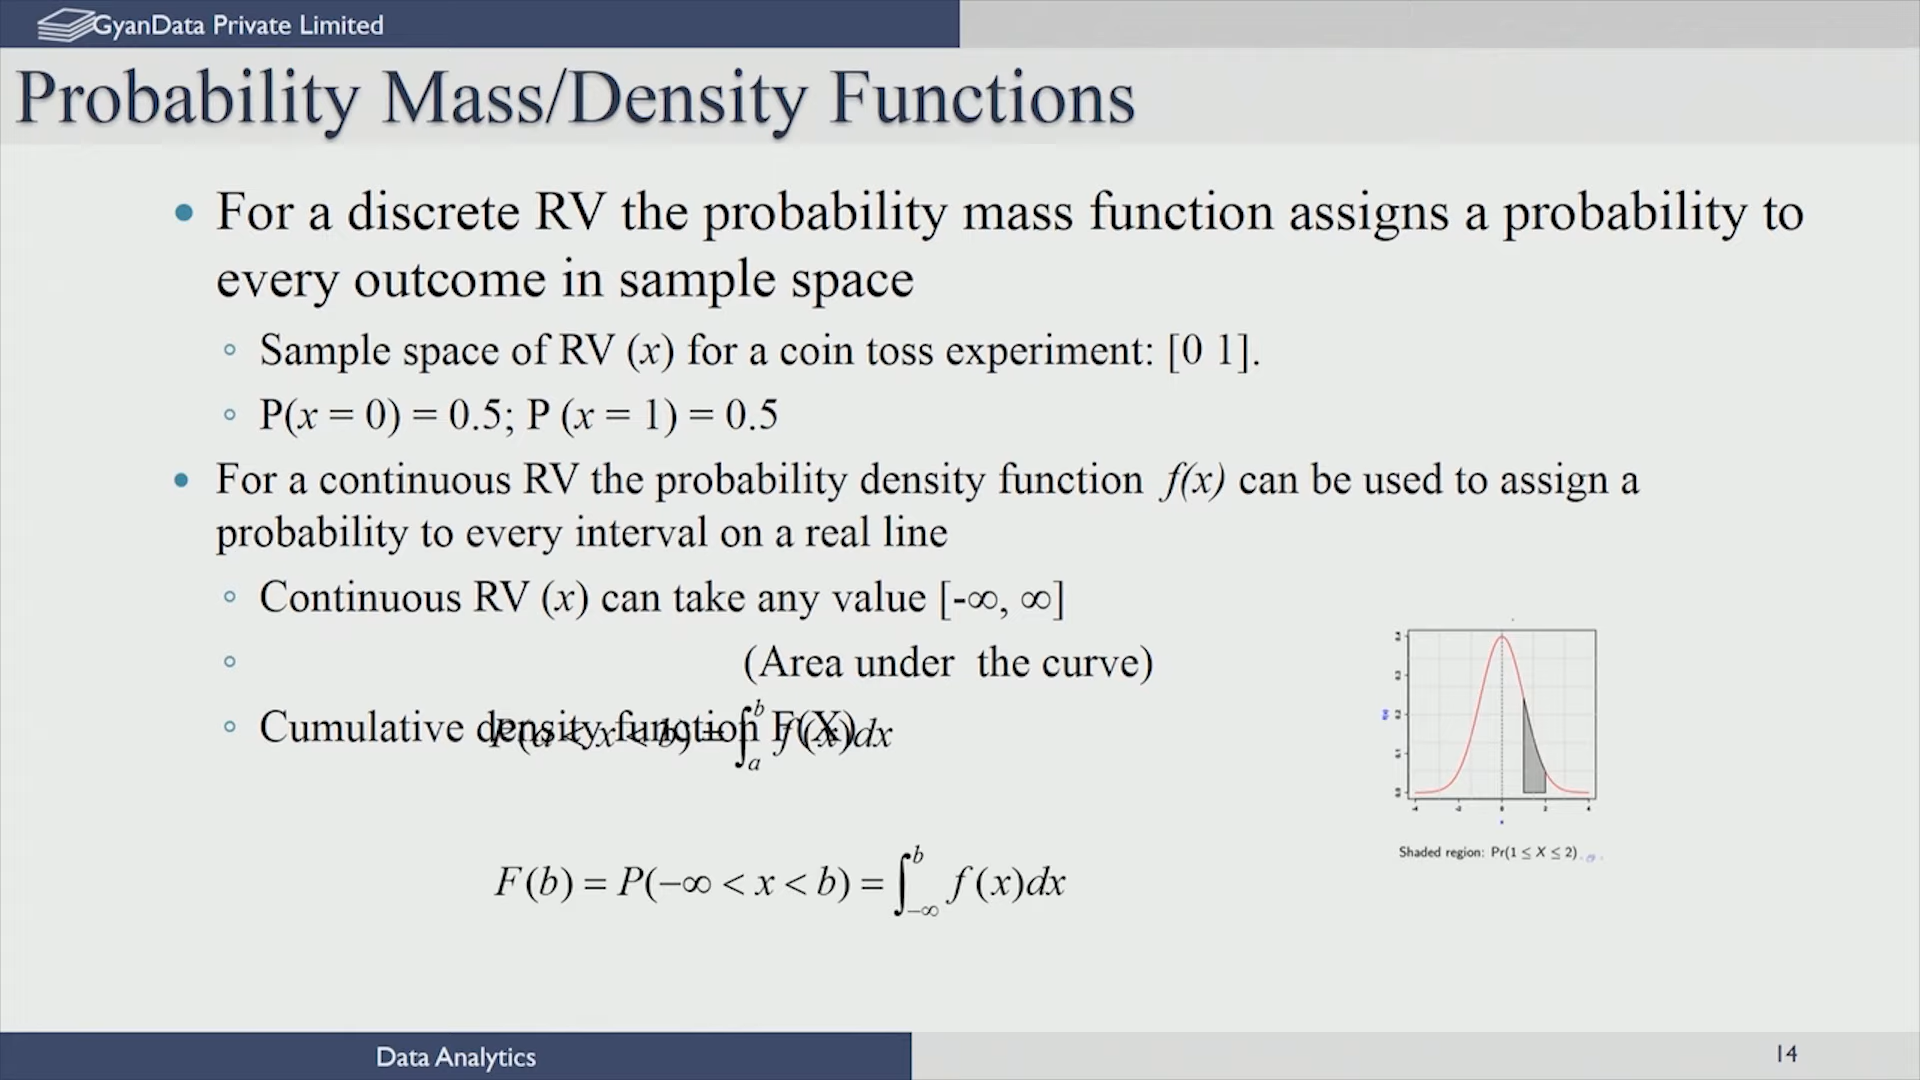 GyanData Private Limited
Probability Mass/Density Functions
• For a discrete RV the probability mass function assigns a probability to
every outcome in sample space
◦ Sample space of RV (x) for a coin toss experiment: [0 1].
◦ P(x = 0) = 0.5; P (x = 1) = 0.5
• For a continuous RV the probability density function f(x) can be used to assign a
probability to every interval on a real line
◦ Continuous RV (x) can take any value [-∞, ∞]
◦ (Area under the curve)
◦ Cumulative density function F(X)
P(a < x < b) = ∫_a^b f(x)dx
F(b) = P(−∞ < x < b) = ∫_{−∞}^b f(x)dx
Shaded region: Pr(1 ≤ X ≤ 2)
Data Analytics
14